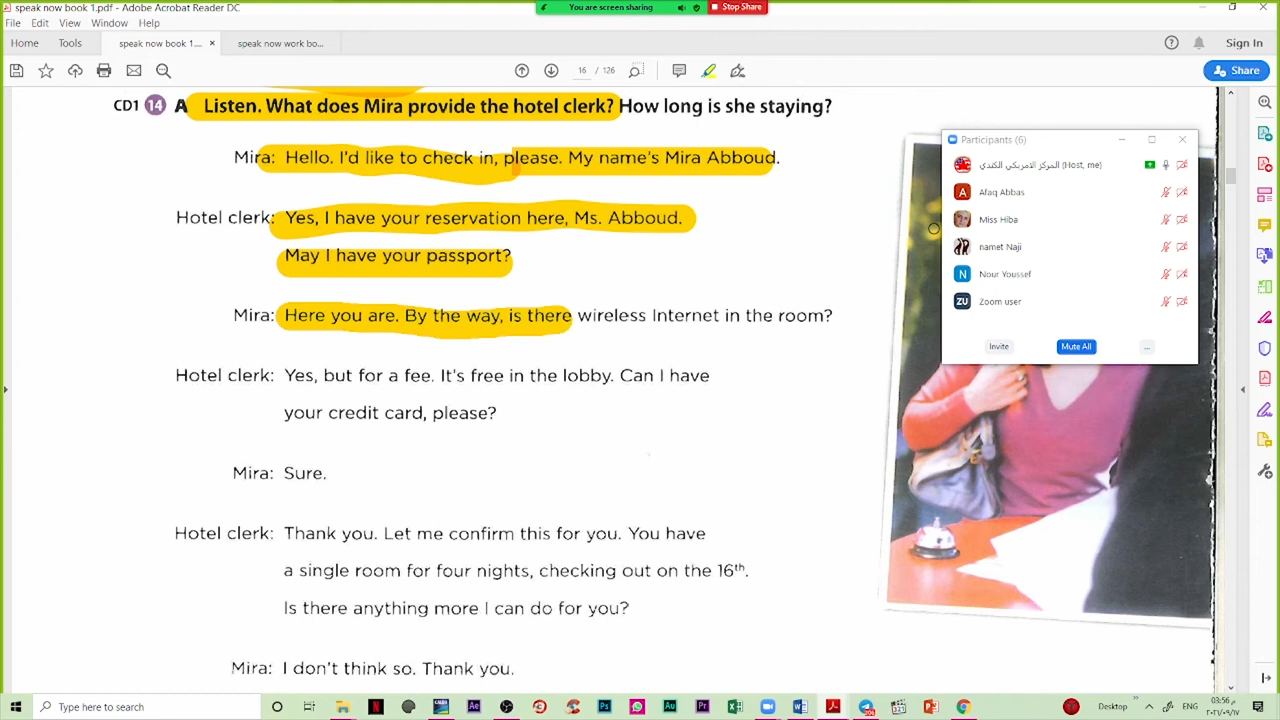 speak now book 1.pdf - Adobe Acrobat Reader DC
You are screen sharing
Stop Share
File Edit View Window Help
Home Tools speak now book 1.... × speak now work bo...
Sign In
16 / 126
Share
CD1 14 A Listen. What does Mira provide the hotel clerk? How long is she staying?
Mira: Hello. I'd like to check in, please. My name's Mira Abboud.
Hotel clerk: Yes, I have your reservation here, Ms. Abboud.
May I have your passport?
Mira: Here you are. By the way, is there wireless Internet in the room?
Hotel clerk: Yes, but for a fee. It's free in the lobby. Can I have
your credit card, please?
Mira: Sure.
Hotel clerk: Thank you. Let me confirm this for you. You have
a single room for four nights, checking out on the 16th.
Is there anything more I can do for you?
Mira: I don't think so. Thank you.
Participants (6)
المركز الامريكي الكندي (Host, me)
A Afaq Abbas
Miss Hiba
namet Naji
N Nour Youssef
ZU Zoom user
Invite Mute All ...
Type here to search
Desktop
ENG
03:56 م